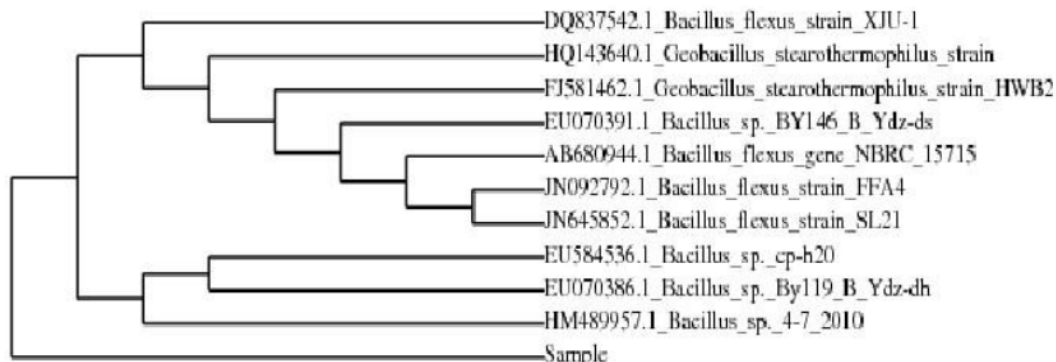 DQ837542.1_Bacillus_flexus_strain_XJU-1
HQ143640.1_Geobacillus_stearothermophilus_strain
FJ581462.1_Geobacillus_stearothermophilus_strain_HWB2
EU070391.1_Bacillus_sp._BY146_B_Ydz-ds
AB680944.1_Bacillus_flexus_gene_NBRC_15715
JN092792.1_Bacillus_flexus_strain_FFA4
JN645852.1_Bacillus_flexus_strain_SL21
EU584536.1_Bacillus_sp._cp-h20
EU070386.1_Bacillus_sp._By119_B_Ydz-dh
HM489957.1_Bacillus_sp._4-7_2010
Sample